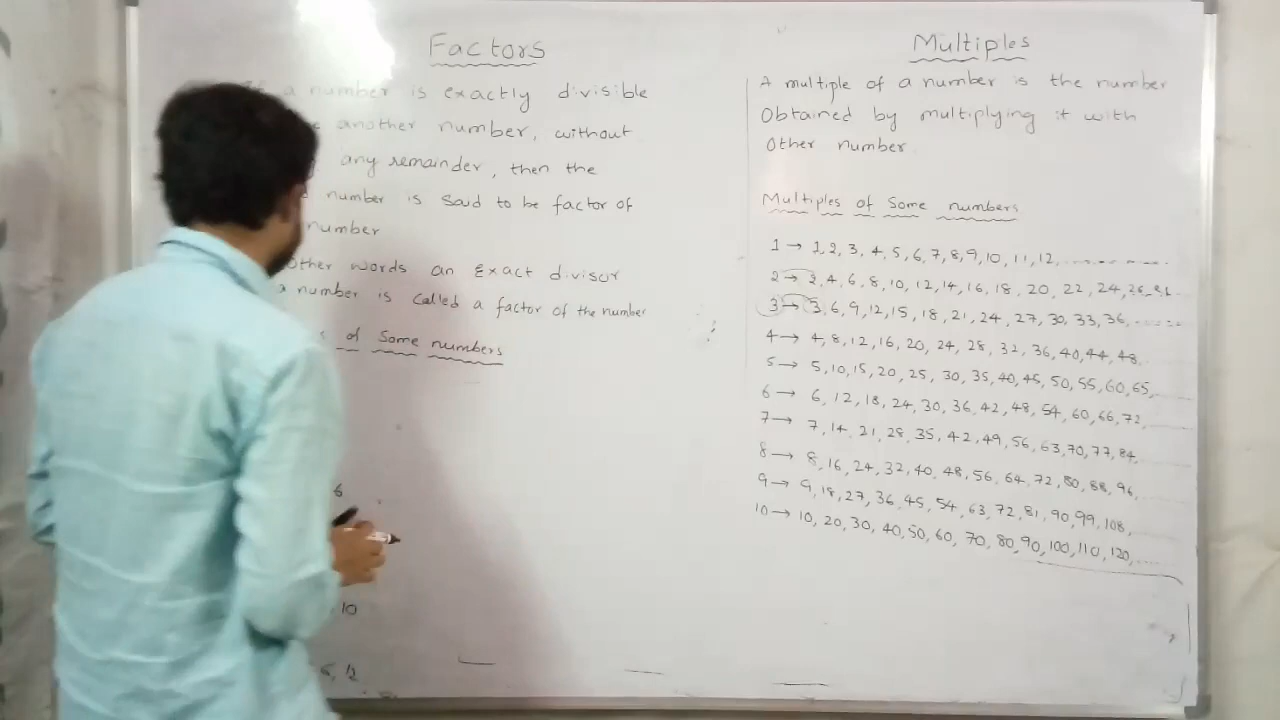 Factors
a number is exactly divisible
another number, without
any remainder, then the
number is said to be factor of
number
Other words an Exact divisor
a number is called a factor of the number
of Some numbers
6
10
6, 12
Multiples
A multiple of a number is the number
Obtained by multiplying it with
Other number
Multiples of Some numbers
1 → 1, 2, 3, 4, 5, 6, 7, 8, 9, 10, 11, 12, ..........
2 → 2, 4, 6, 8, 10, 12, 14, 16, 18, 20, 22, 24, 26,
3 → 3, 6, 9, 12, 15, 18, 21, 24, 27, 30, 33, 36, ......
4 → 4, 8, 12, 16, 20, 24, 28, 32, 36, 40, 44, 48,
5 → 5, 10, 15, 20, 25, 30, 35, 40, 45, 50, 55, 60, 65, ....
6 → 6, 12, 18, 24, 30, 36, 42, 48, 54, 60, 66, 72, ......
7 → 7, 14, 21, 28, 35, 42, 49, 56, 63, 70, 77, 84, ......
8 → 8, 16, 24, 32, 40, 48, 56, 64, 72, 80, 88, 96, ......
9 → 9, 18, 27, 36, 45, 54, 63, 72, 81, 90, 99, 108, ......
10 → 10, 20, 30, 40, 50, 60, 70, 80, 90, 100, 110, 120, ....